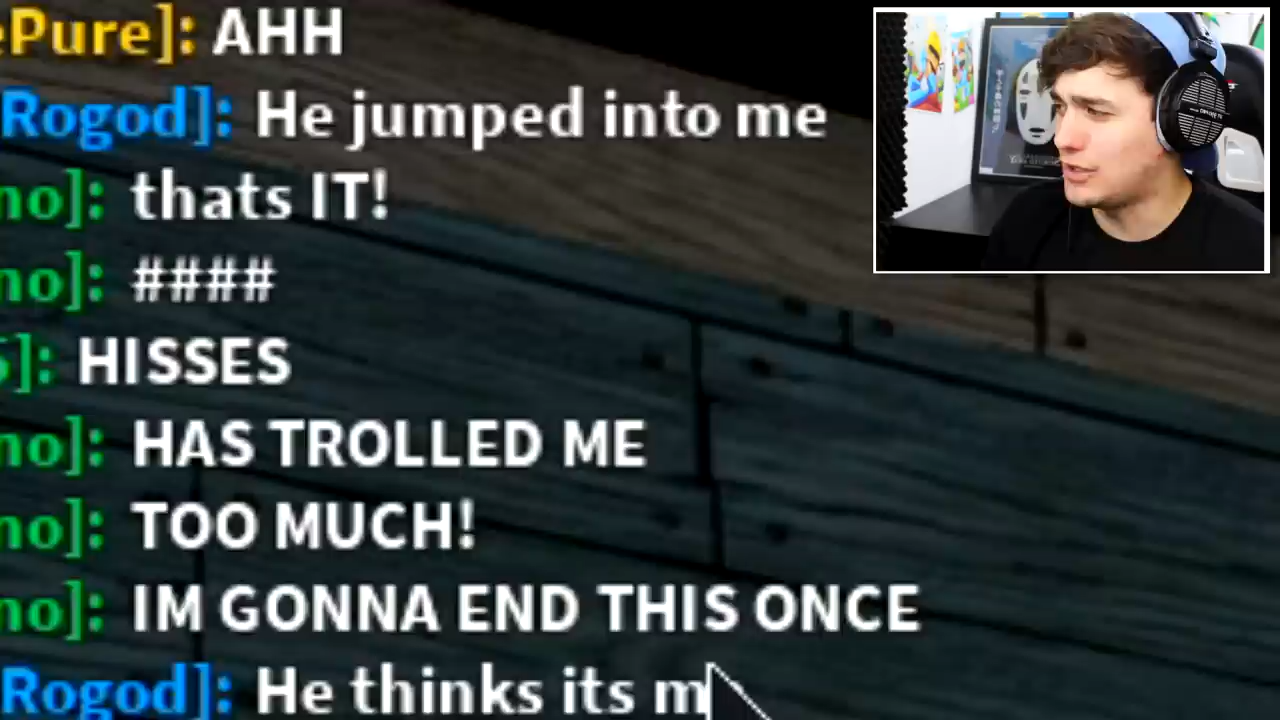 ePure]: AHH
Rogod]: He jumped into me
no]: thats IT!
no]: ####
5]: HISSES
no]: HAS TROLLED ME
no]: TOO MUCH!
no]: IM GONNA END THIS ONCE
Rogod]: He thinks its m